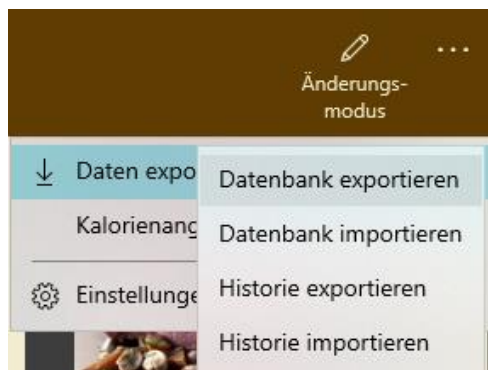 Änderungs-
modus
Daten expo
Kalorienang
Einstellunge
Datenbank exportieren
Datenbank importieren
Historie exportieren
Historie importieren